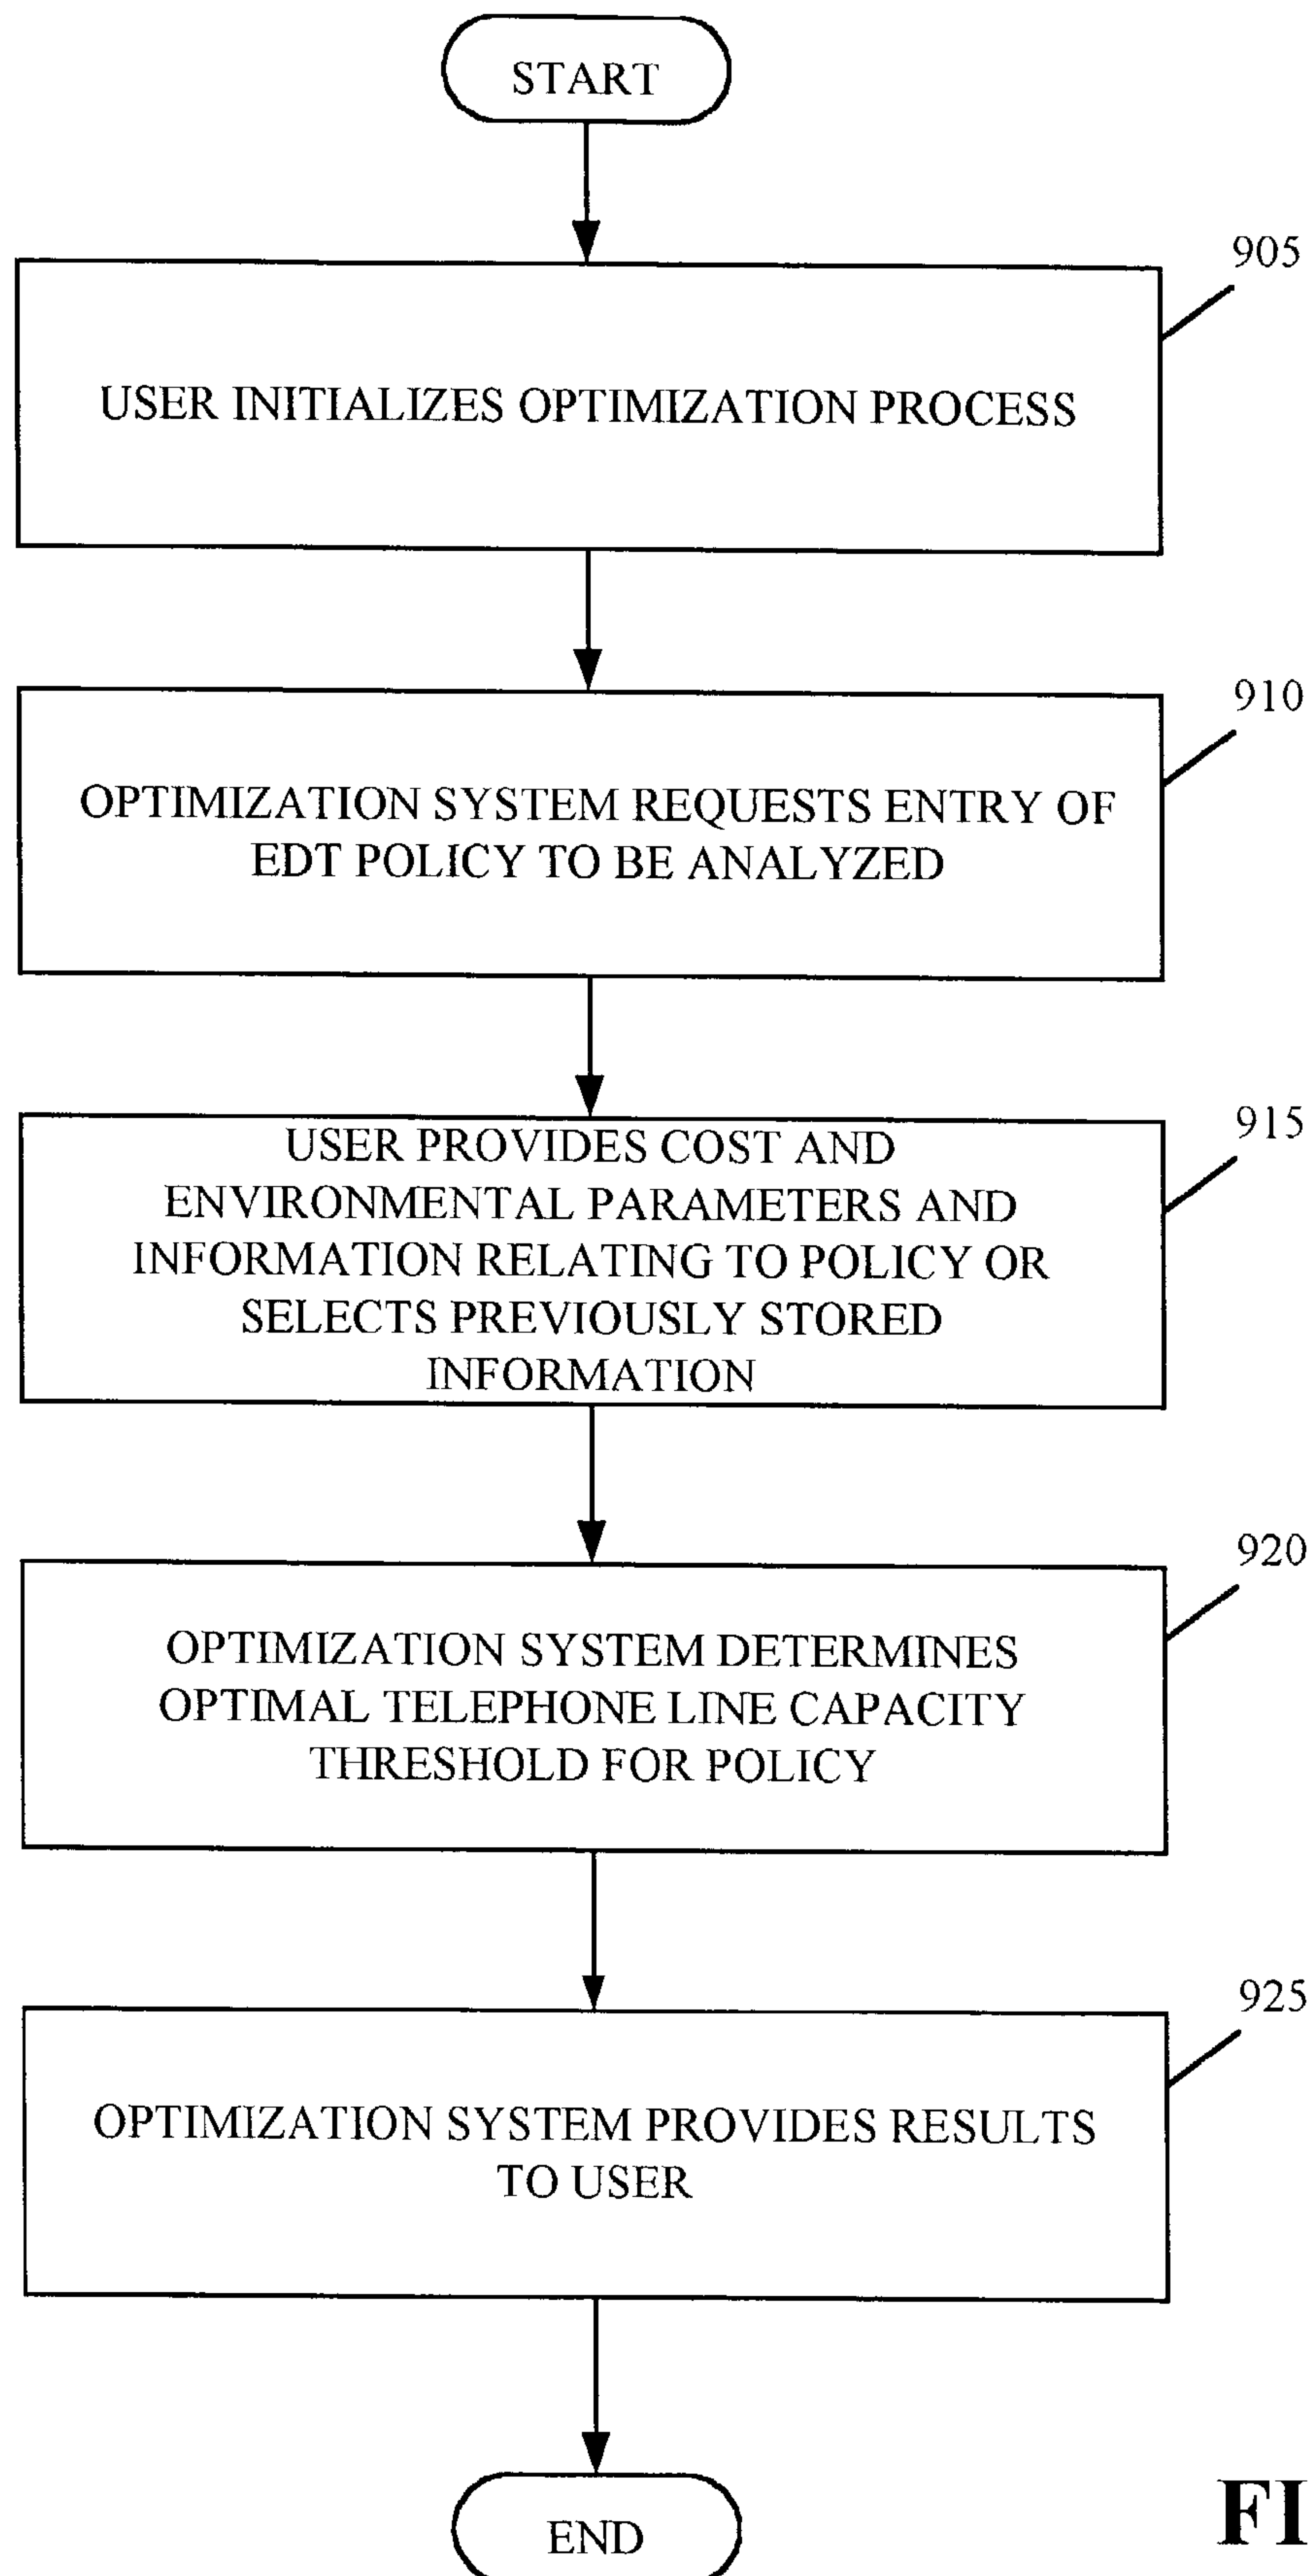 START
905
USER INITIALIZES OPTIMIZATION PROCESS
910
OPTIMIZATION SYSTEM REQUESTS ENTRY OF
EDT POLICY TO BE ANALYZED
915
USER PROVIDES COST AND
ENVIRONMENTAL PARAMETERS AND
INFORMATION RELATING TO POLICY OR
SELECTS PREVIOUSLY STORED
INFORMATION
920
OPTIMIZATION SYSTEM DETERMINES
OPTIMAL TELEPHONE LINE CAPACITY
THRESHOLD FOR POLICY
925
OPTIMIZATION SYSTEM PROVIDES RESULTS
TO USER
END
FI